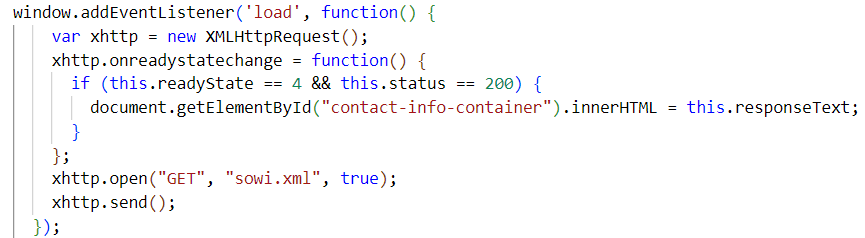 window.addEventListener('load', function() {
var xhttp = new XMLHttpRequest();
xhttp.onreadystatechange = function() {
if (this.readyState == 4 && this.status == 200) {
document.getElementById("contact-info-container").innerHTML = this.responseText;
}
};
xhttp.open("GET", "sowi.xml", true);
xhttp.send();
});